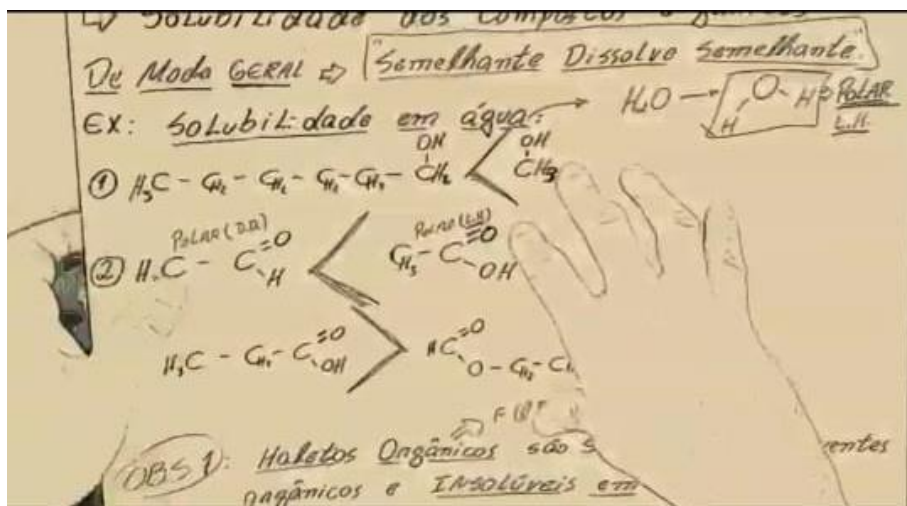 ⇨ Solubilidade dos Compostos
De Modo GERAL ⇨ "Semelhante Dissolve Semelhante."
EX: Solubilidade em água: → H2O → O H H POLAR L.H.
① H3C - CH2 - CH2 - CH2 - CH2 - CH2 OH < OH CH3
POLAR (D.D) POLAR (L.H)
② H3C - C =O H < CH3 - C =O OH
H3C - CH2 - C =O OH > HC =O O - CH2 - CH
OBS 1: Haletos Orgânicos são S entes
orgânicos e INsolúveis em